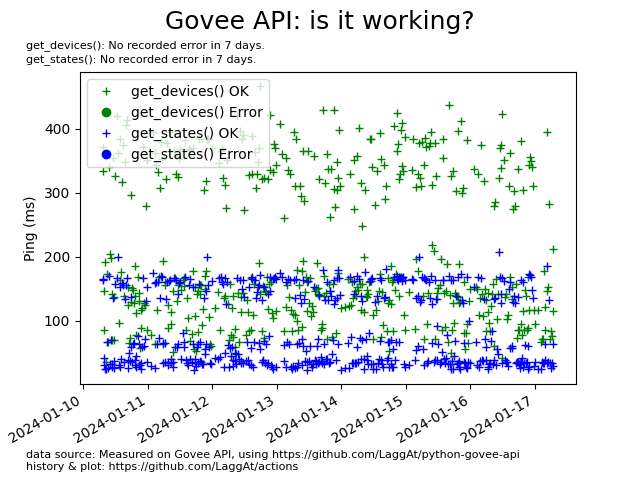 Govee API: is it working?
get_devices(): No recorded error in 7 days.
get_states(): No recorded error in 7 days.
get_devices() OK
get_devices() Error
get_states() OK
get_states() Error
Ping (ms)
400
300
200
100
2024-01-10
2024-01-11
2024-01-12
2024-01-13
2024-01-14
2024-01-15
2024-01-16
2024-01-17
data source: Measured on Govee API, using https://github.com/LaggAt/python-govee-api
history & plot: https://github.com/LaggAt/actions